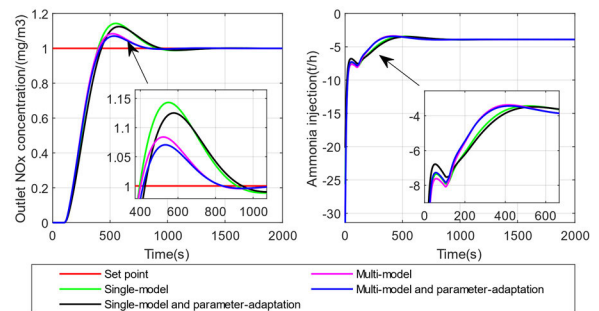 1.2
1
0.8
0.6
0.4
0.2
0
Outlet NOx concentration/(mg/m3)
1.15
1.1
1.05
1
400 600 800 1000
0 500 1000 1500 2000
Time(s)
0
-5
-10
-15
-20
-25
-30
Ammonia injection(t/h)
-4
-6
-8
0 200 400 600
0 500 1000 1500 2000
Time(s)
Set point
Single-model
Single-model and parameter-adaptation
Multi-model
Multi-model and parameter-adaptation